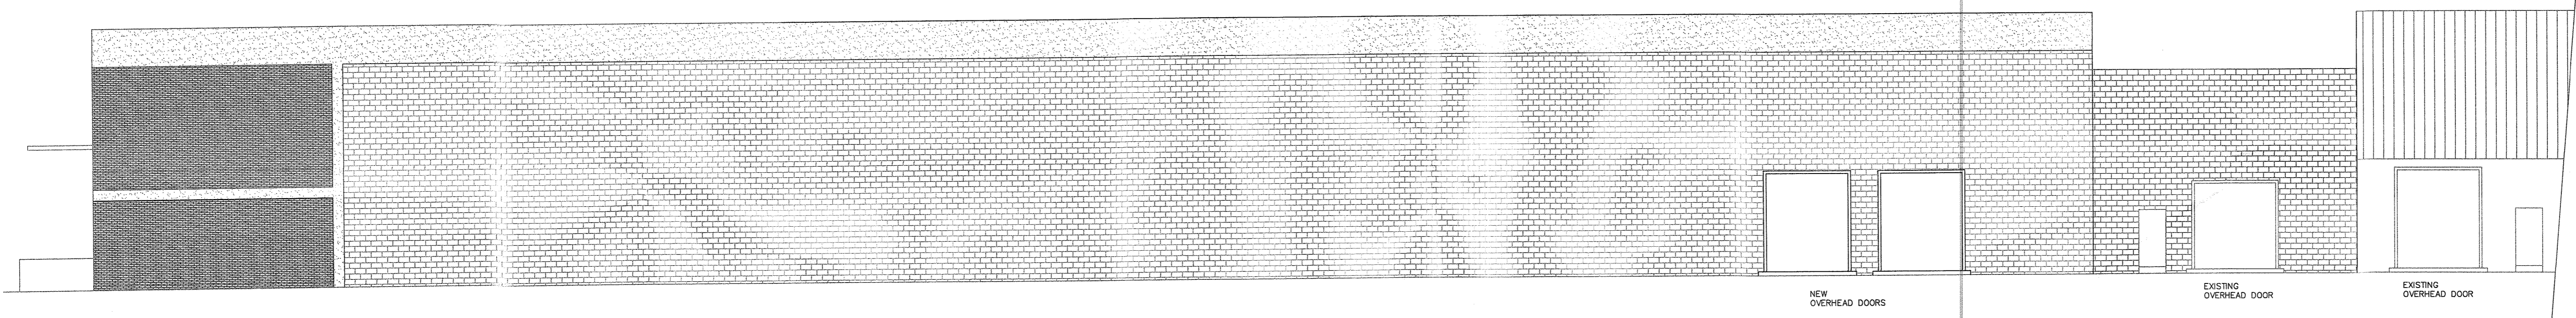 NEW
OVERHEAD DOORS
EXISTING
OVERHEAD DOOR
EXISTING
OVERHEAD DOOR